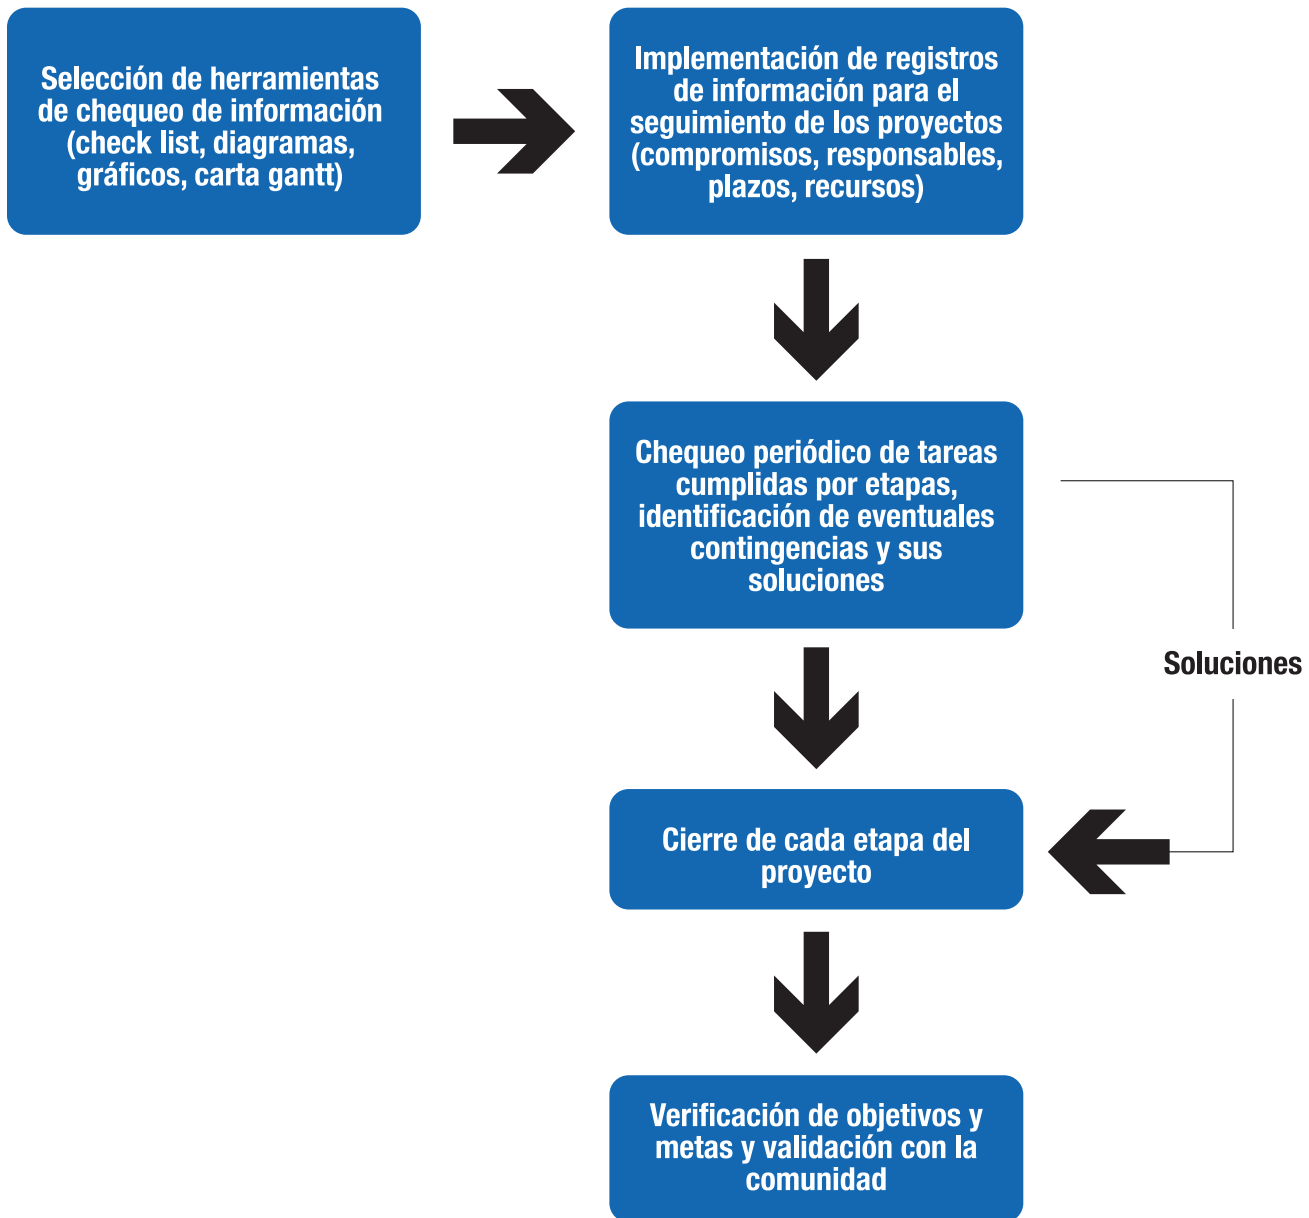 Selección de herramientas
de chequeo de información
(check list, diagramas,
gráficos, carta gantt)
Implementación de registros
de información para el
seguimiento de los proyectos
(compromisos, responsables,
plazos, recursos)
Chequeo periódico de tareas
cumplidas por etapas,
identificación de eventuales
contingencias y sus
soluciones
Soluciones
Cierre de cada etapa del
proyecto
Verificación de objetivos y
metas y validación con la
comunidad